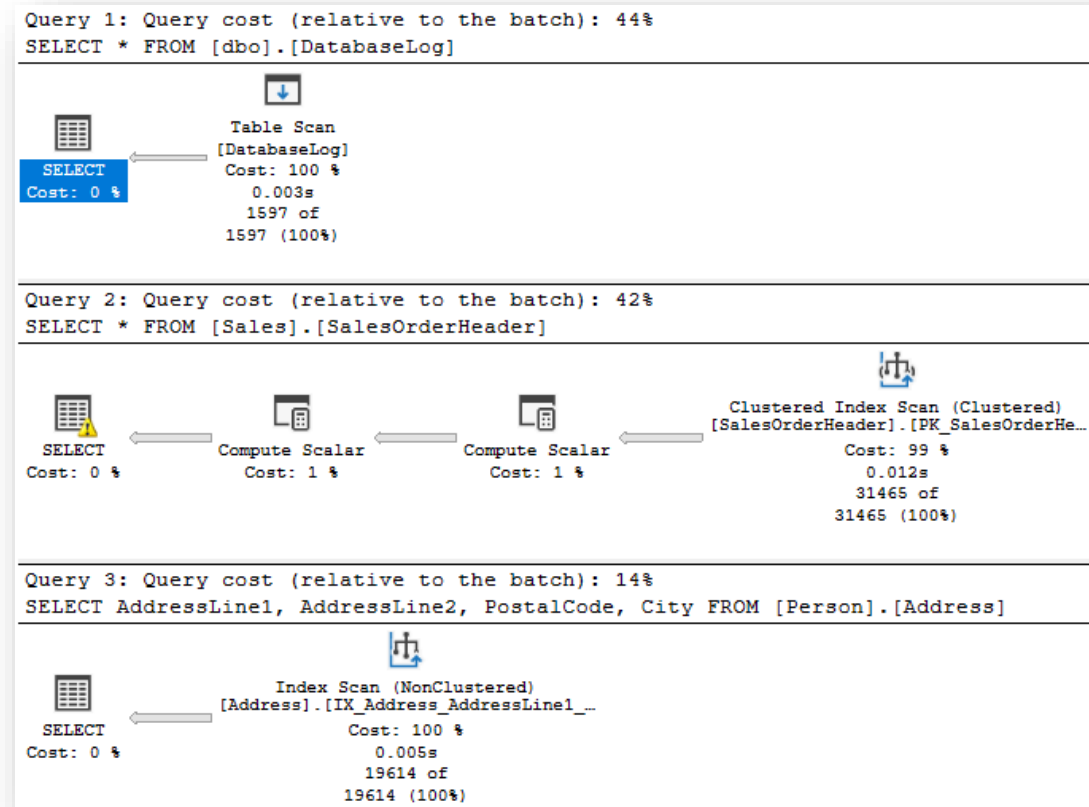 Query 1: Query cost (relative to the batch): 44%
SELECT * FROM [dbo].[DatabaseLog]
Table Scan
[DatabaseLog]
Cost: 100 %
0.003s
1597 of
1597 (100%)
SELECT
Cost: 0 %
Query 2: Query cost (relative to the batch): 42%
SELECT * FROM [Sales].[SalesOrderHeader]
SELECT
Cost: 0 %
Compute Scalar
Cost: 1 %
Compute Scalar
Cost: 1 %
Clustered Index Scan (Clustered)
[SalesOrderHeader].[PK_SalesOrderHe…
Cost: 99 %
0.012s
31465 of
31465 (100%)
Query 3: Query cost (relative to the batch): 14%
SELECT AddressLine1, AddressLine2, PostalCode, City FROM [Person].[Address]
SELECT
Cost: 0 %
Index Scan (NonClustered)
[Address].[IX_Address_AddressLine1_…
Cost: 100 %
0.005s
19614 of
19614 (100%)